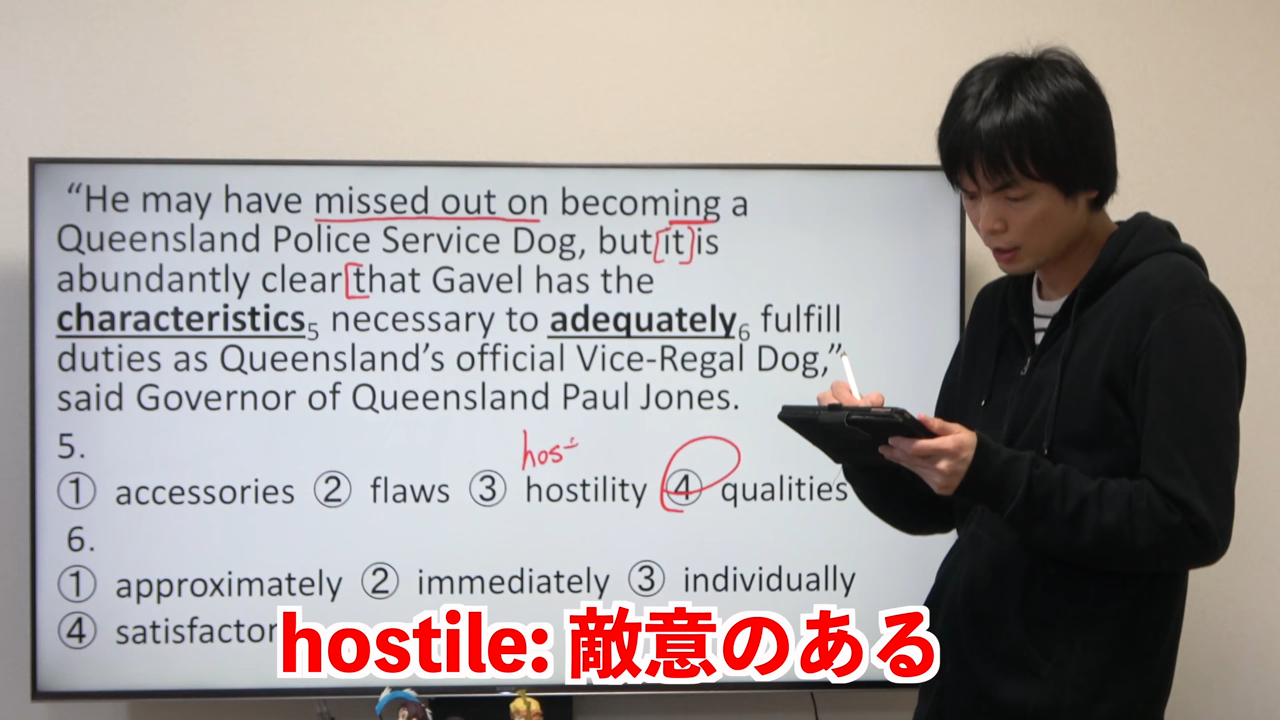 “He may have missed out on becoming a
Queensland Police Service Dog, but [it] is
abundantly clear [that Gavel has the
characteristics5 necessary to adequately6 fulfill
duties as Queensland’s official Vice-Regal Dog,”
said Governor of Queensland Paul Jones.
5.
hos
① accessories ② flaws ③ hostility ④ qualities
6.
① approximately ② immediately ③ individually
④ satisfactor
hostile: 敵意のある